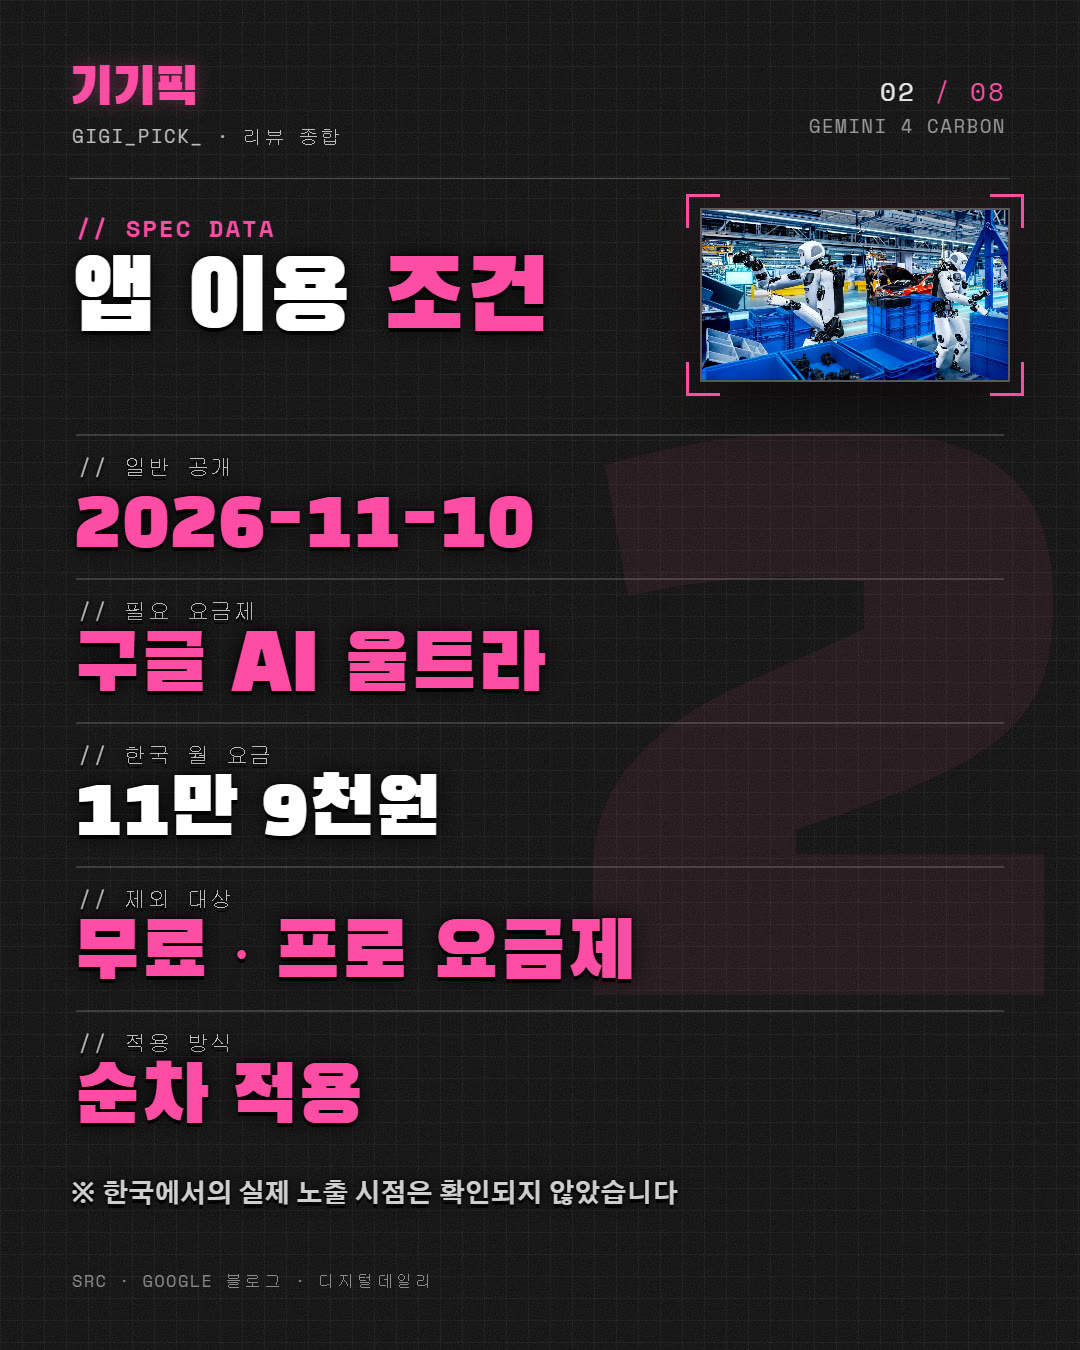 기기픽
GIGI_PICK_ · 리뷰 종합
02 / 08
GEMINI 4 CARBON
// SPEC DATA
앱 이용 조건
// 일반 공개
2026-11-10
// 필요 요금제
구글 AI 울트라
// 한국 월 요금
11만 9천원
// 제외 대상
무료 · 프로 요금제
// 적용 방식
순차 적용
※ 한국에서의 실제 노출 시점은 확인되지 않았습니다
SRC · GOOGLE 블로그 · 디지털데일리
2